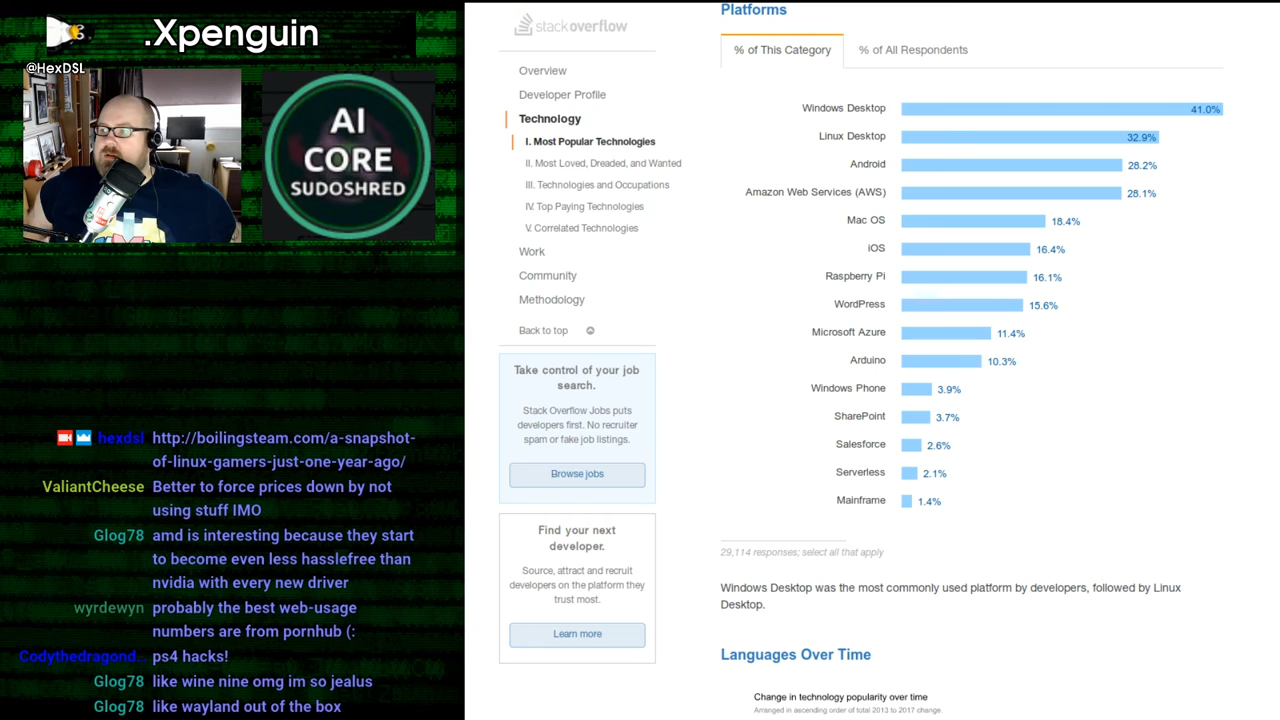 .Xpenguin
@HexDSL
AI
CORE
SUDOSHRED
hexdsl http://boilingsteam.com/a-snapshot-
of-linux-gamers-just-one-year-ago/
ValiantCheese Better to force prices down by not
using stuff IMO
Glog78 amd is interesting because they start
to become even less hasslefree than
nvidia with every new driver
wyrdewyn probably the best web-usage
numbers are from pornhub (:
Codythedragond... ps4 hacks!
Glog78 like wine nine omg im so jealus
Glog78 like wayland out of the box
stackoverflow
Overview
Developer Profile
Technology
I. Most Popular Technologies
II. Most Loved, Dreaded, and Wanted
III. Technologies and Occupations
IV. Top Paying Technologies
V. Correlated Technologies
Work
Community
Methodology
Back to top
Take control of your job
search.
Stack Overflow Jobs puts
developers first. No recruiter
spam or fake job listings.
Browse jobs
Find your next
developer.
Source, attract and recruit
developers on the platform they
trust most.
Learn more
Platforms
% of This Category % of All Respondents
Windows Desktop 41.0%
Linux Desktop 32.9%
Android 28.2%
Amazon Web Services (AWS) 28.1%
Mac OS 18.4%
iOS 16.4%
Raspberry Pi 16.1%
WordPress 15.6%
Microsoft Azure 11.4%
Arduino 10.3%
Windows Phone 3.9%
SharePoint 3.7%
Salesforce 2.6%
Serverless 2.1%
Mainframe 1.4%
29,114 responses; select all that apply
Windows Desktop was the most commonly used platform by developers, followed by Linux
Desktop.
Languages Over Time
Change in technology popularity over time
Arranged in ascending order of total 2013 to 2017 change.